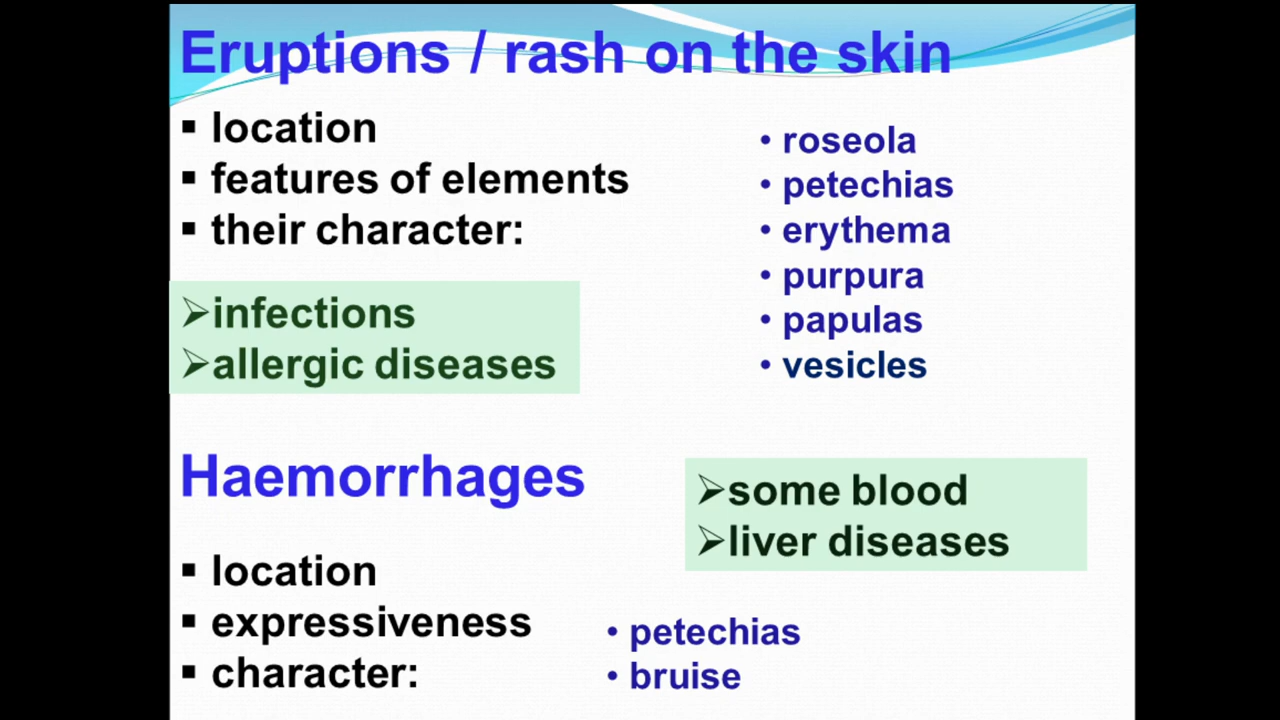 Eruptions / rash on the skin
▪ location
▪ features of elements
▪ their character:
• roseola
• petechias
• erythema
• purpura
• papulas
• vesicles
➢infections
➢allergic diseases
Haemorrhages
➢some blood
➢liver diseases
▪ location
▪ expressiveness
▪ character:
• petechias
• bruise